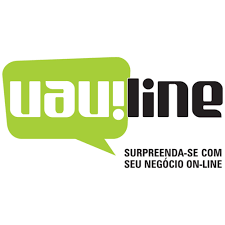 uau!line
SURPREENDA-SE COM
SEU NEGÓCIO ON-LINE